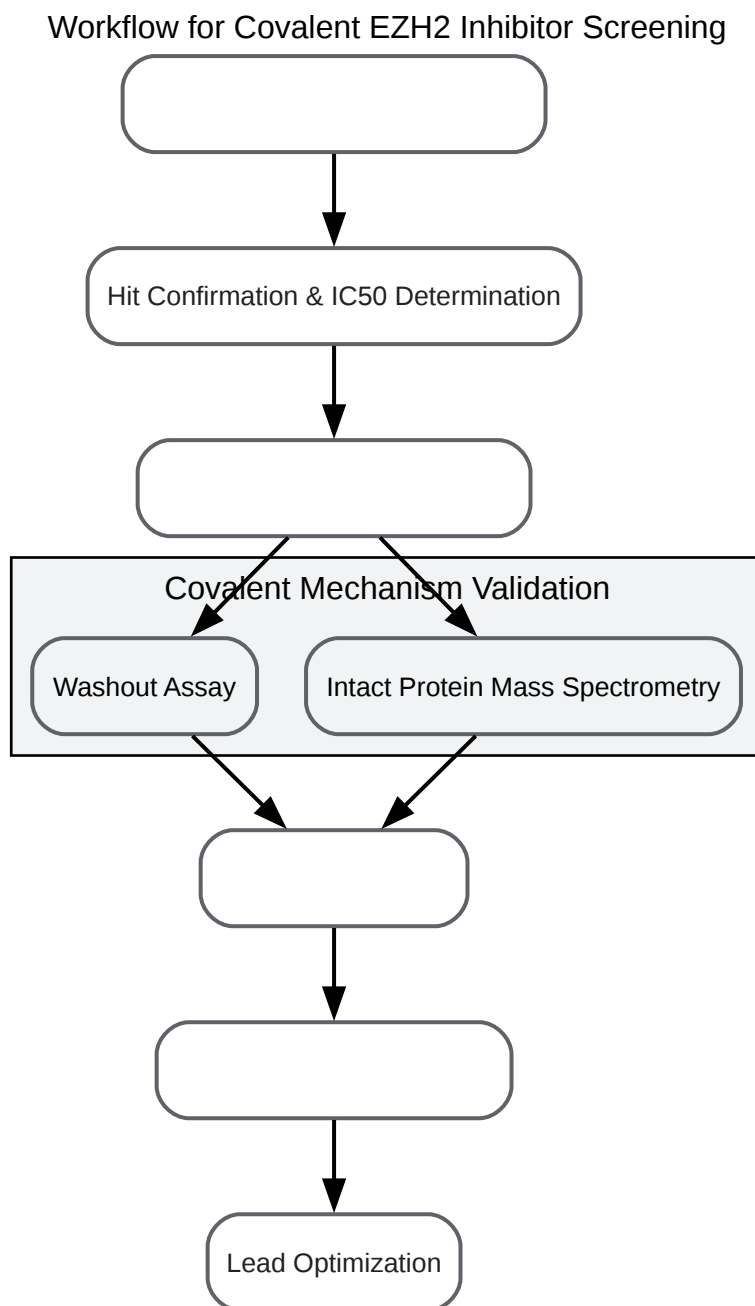 Workflow for Covalent EZH2 Inhibitor Screening
Hit Confirmation & IC50 Determination
Covalent Mechanism Validation
Washout Assay
Intact Protein Mass Spectrometry
Lead Optimization